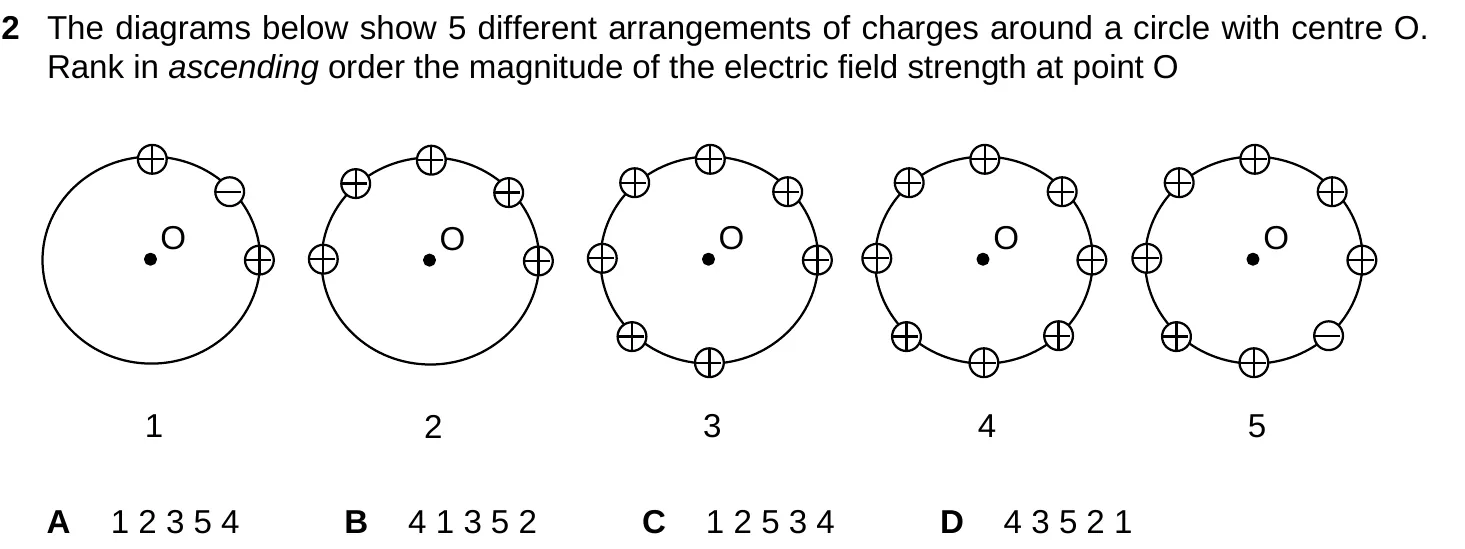 2 The diagrams below show 5 different arrangements of charges around a circle with centre O.
Rank in ascending order the magnitude of the electric field strength at point O
O O O O O
1 2 3 4 5
A 1 2 3 5 4 B 4 1 3 5 2 C 1 2 5 3 4 D 4 3 5 2 1